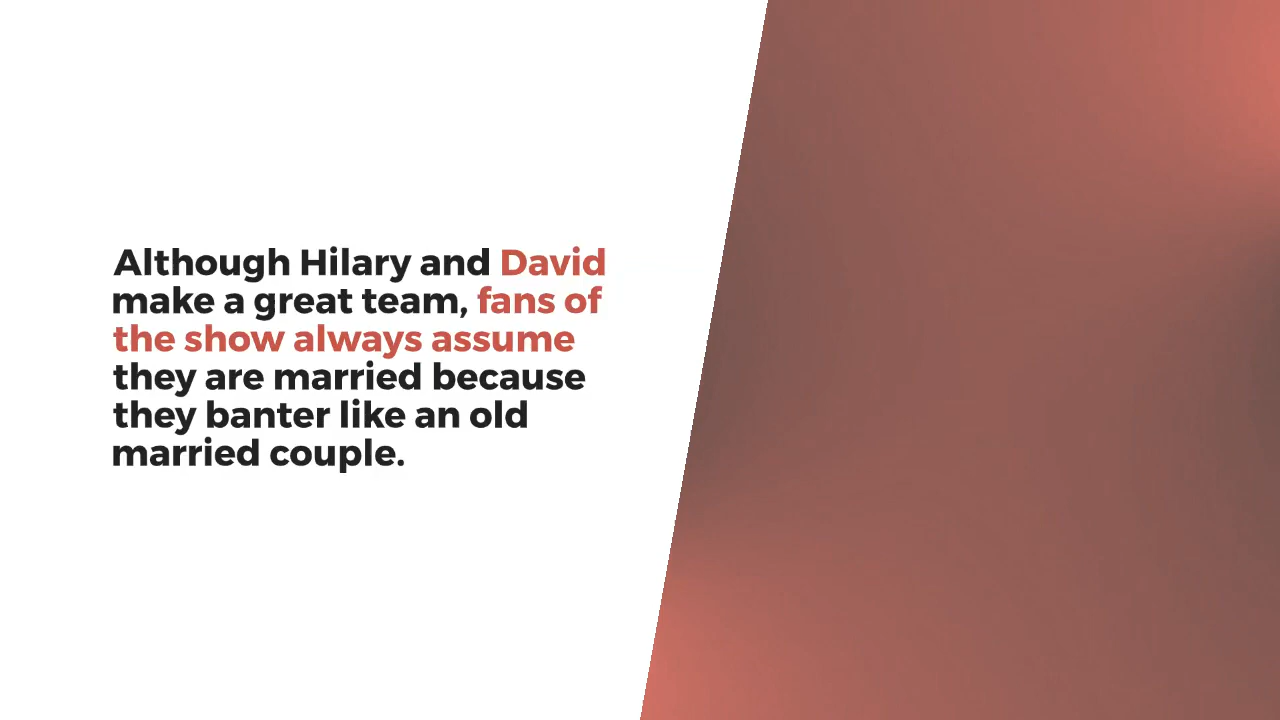 Although Hilary and David
make a great team, fans of
the show always assume
they are married because
they banter like an old
married couple.